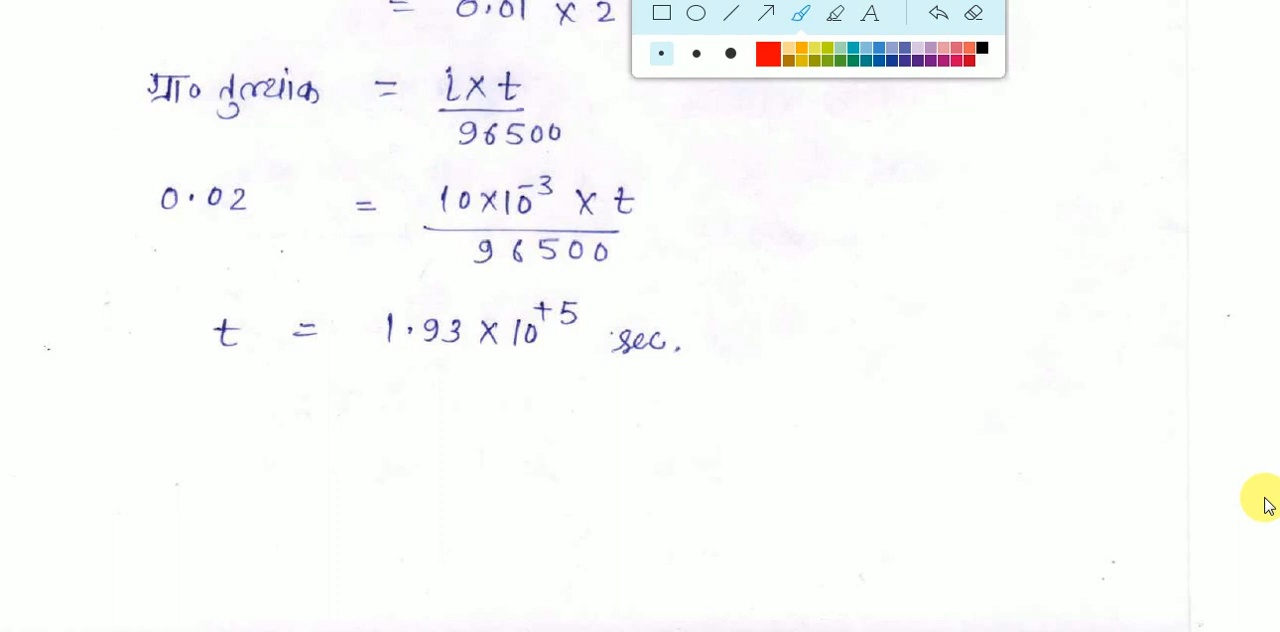 = 0.01 × 2
ग्रा० तुल्यांक = i × t / 96500
0.02 = 10×10⁻³ × t / 96500
t = 1.93 × 10⁺⁵ sec.